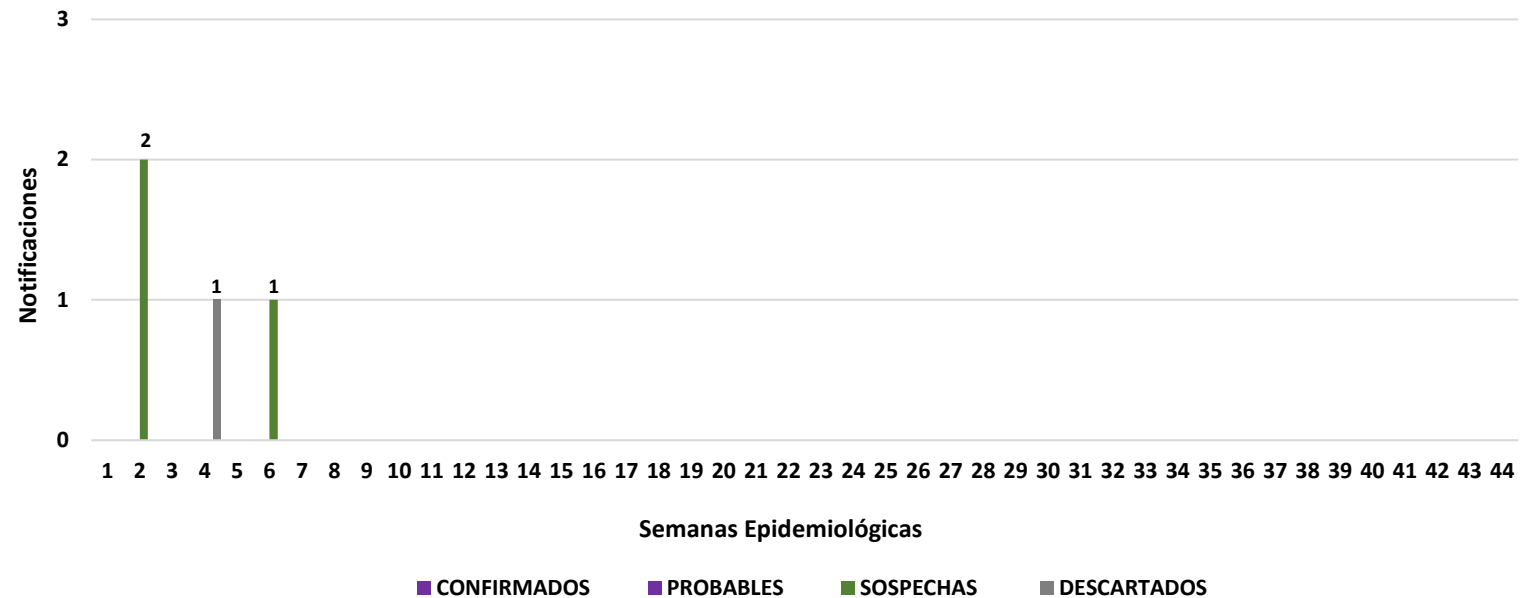 3
2
2
1
1
1
0
Notificaciones
1 2 3 4 5 6 7 8 9 10 11 12 13 14 15 16 17 18 19 20 21 22 23 24 25 26 27 28 29 30 31 32 33 34 35 36 37 38 39 40 41 42 43 44
Semanas Epidemiológicas
CONFIRMADOS PROBABLES SOSPECHAS DESCARTADOS